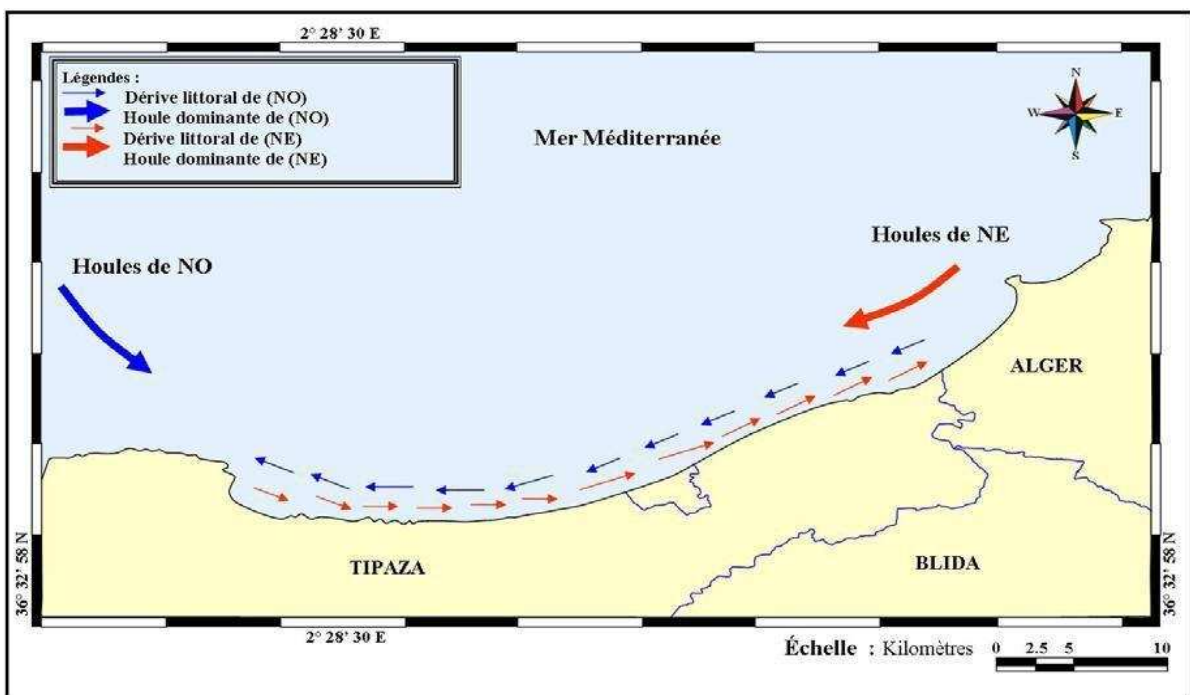 2° 28' 30 E
Légendes :
Dérive littoral de (NO)
Houle dominante de (NO)
Dérive littoral de (NE)
Houle dominante de (NE)
Mer Méditerranée
N
W
E
S
Houles de NO
Houles de NE
ALGER
TIPAZA
BLIDA
36° 32' 58 N
36° 32' 58 N
2° 28' 30 E
Échelle : Kilomètres 0 2.5 5 10